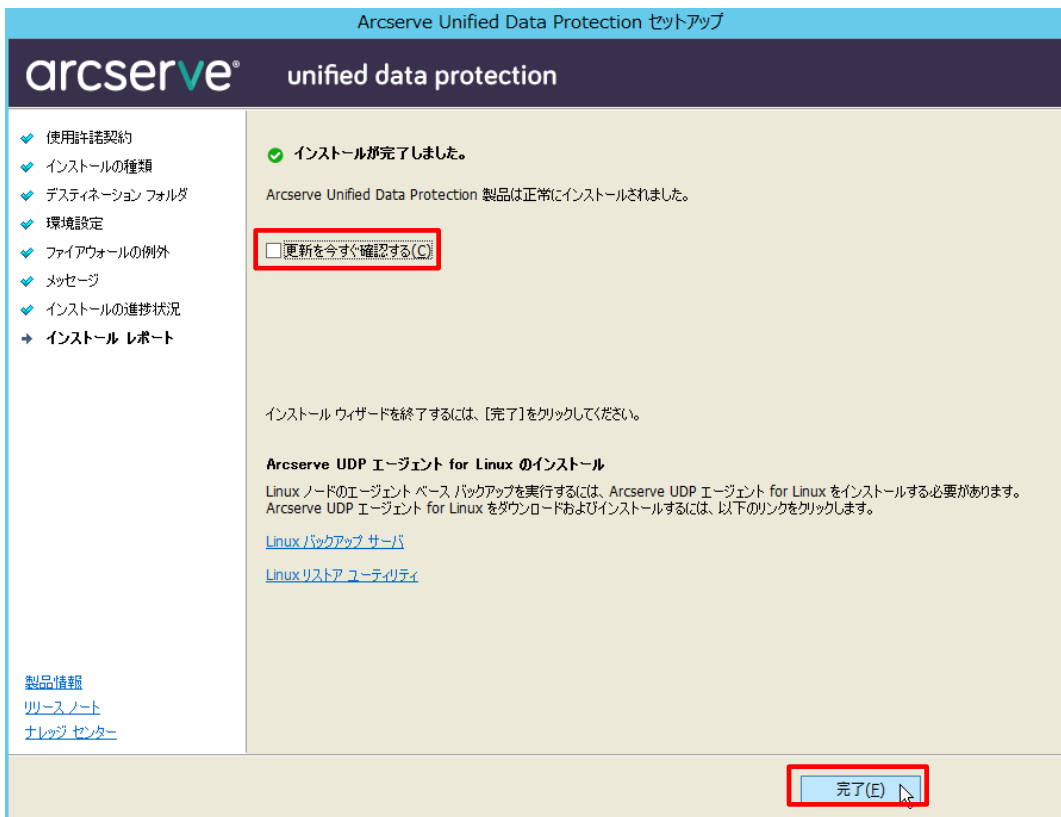 Arcserve Unified Data Protection セットアップ
arcserve® unified data protection
使用許諾契約
インストールの種類
デスティネーション フォルダ
環境設定
ファイアウォールの例外
メッセージ
インストールの進捗状況
インストール レポート
製品情報
リリース ノート
ナレッジ センター
インストールが完了しました。
Arcserve Unified Data Protection 製品は正常にインストールされました。
更新を今すぐ確認する(C)
インストール ウィザードを終了するには、[完了]をクリックしてください。
Arcserve UDP エージェント for Linux のインストール
Linux ノードのエージェント ベース バックアップを実行するには、Arcserve UDP エージェント for Linux をインストールする必要があります。
Arcserve UDP エージェント for Linux をダウンロードおよびインストールするには、以下のリンクをクリックします。
Linux バックアップ サーバ
Linux リストア ユーティリティ
完了(F)